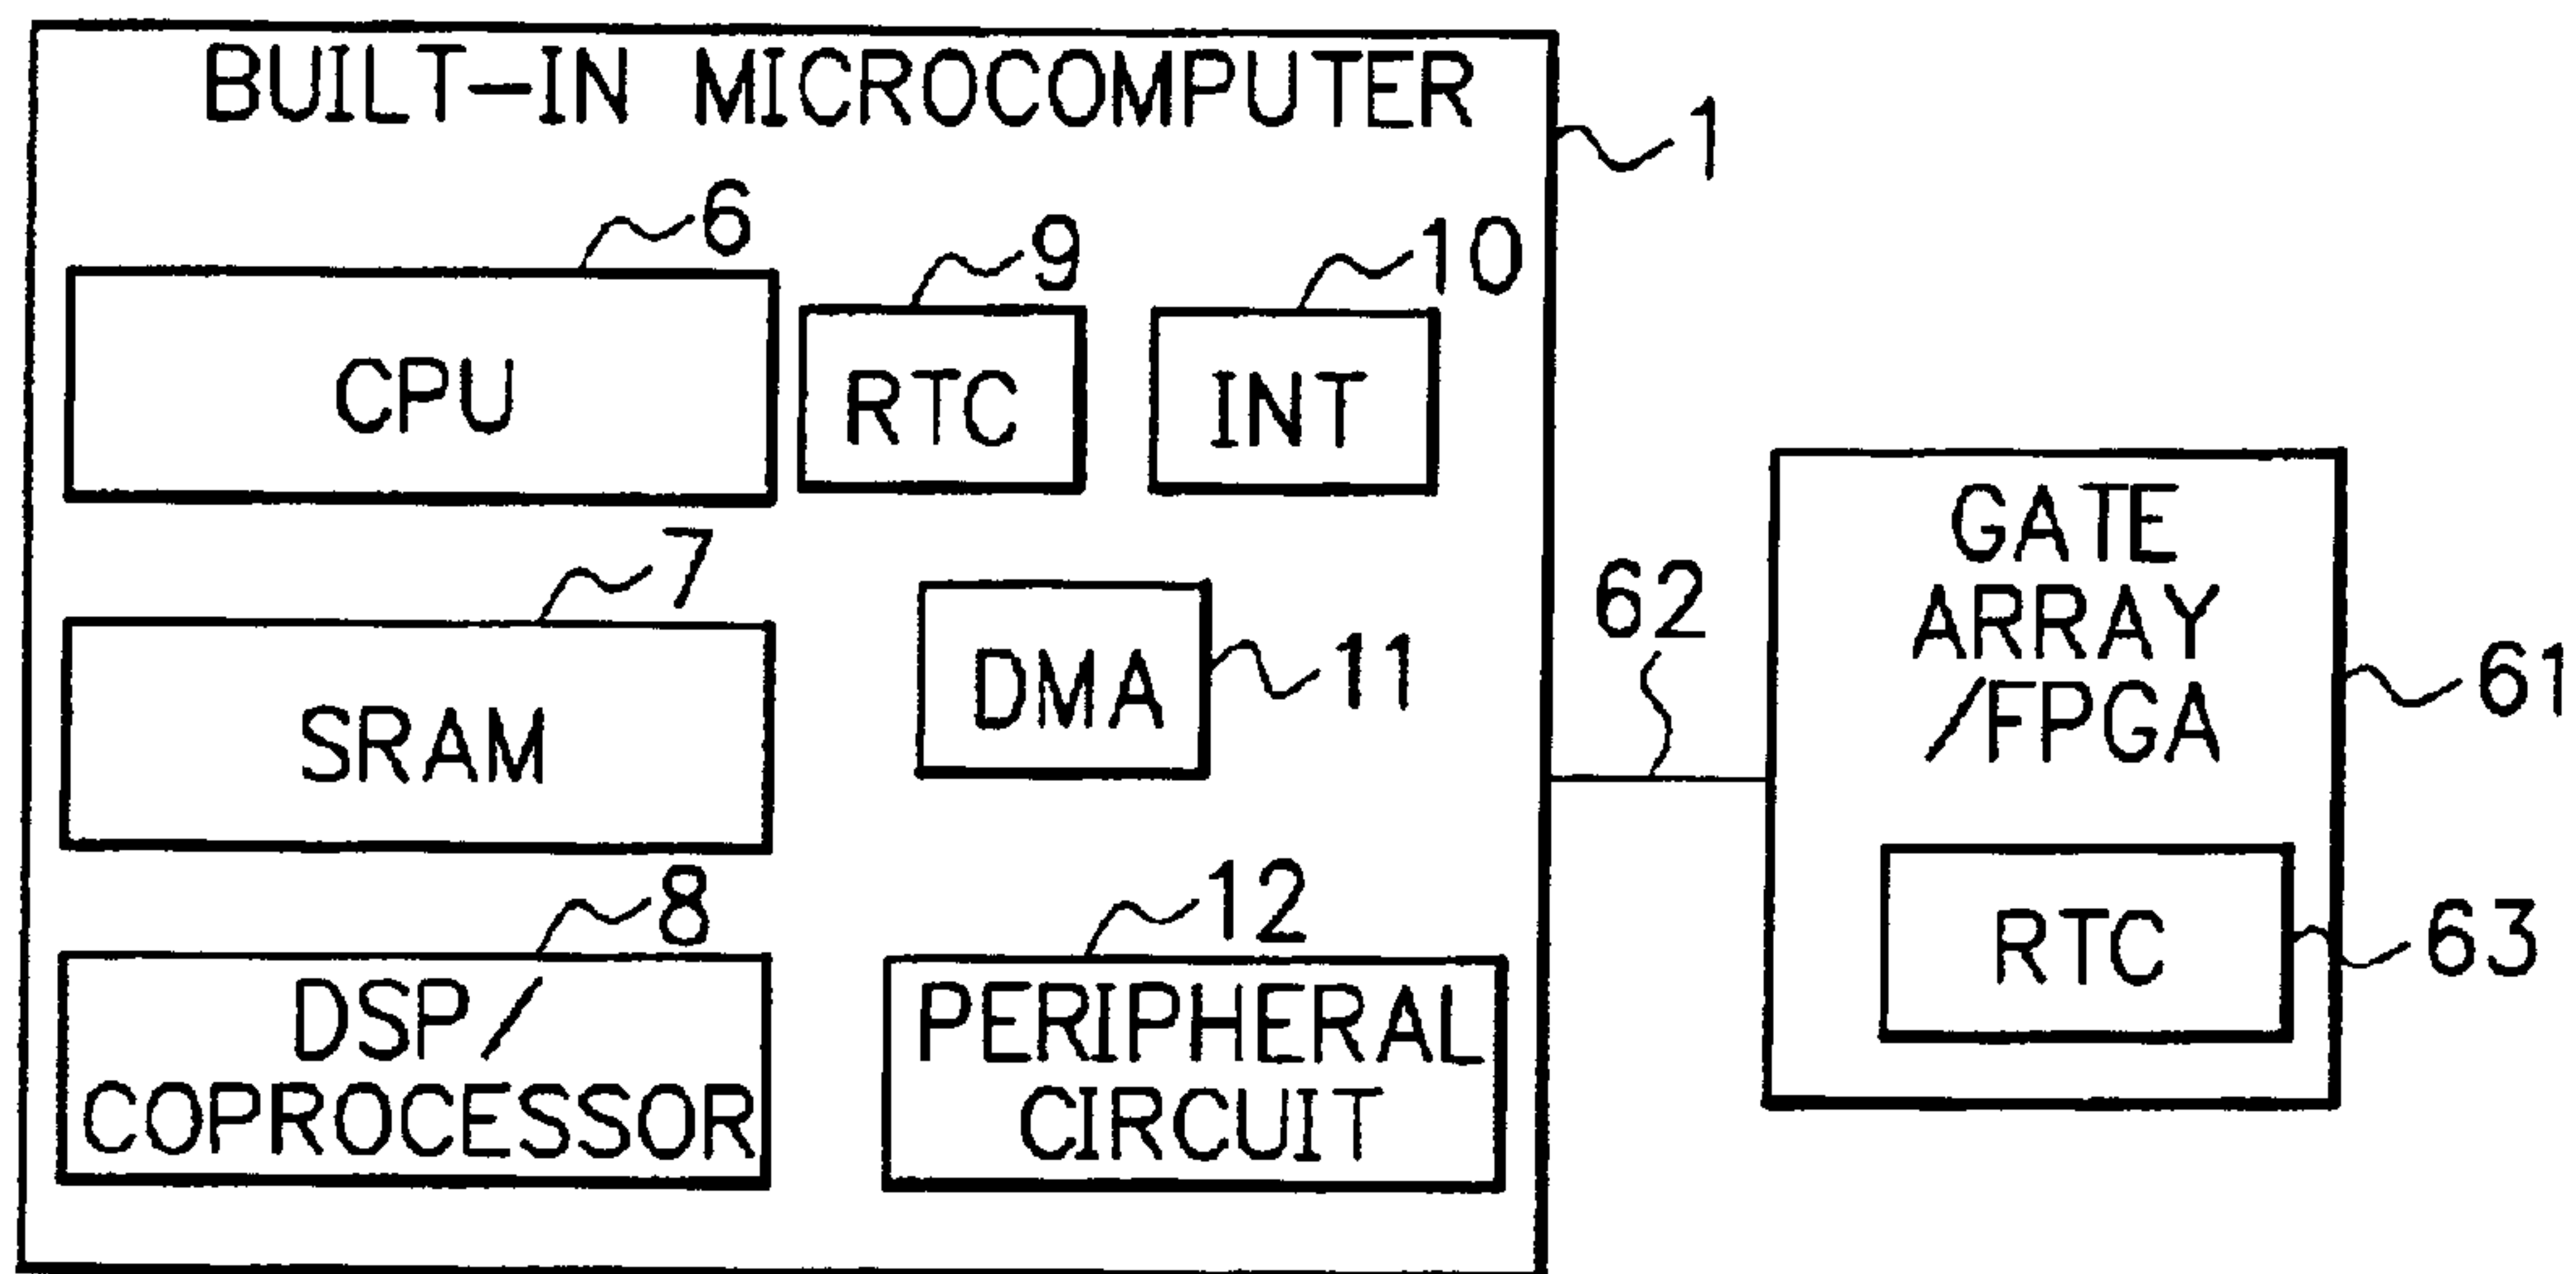 BUILT-IN MICROCOMPUTER
1
6
9
10
CPU
RTC
INT
7
SRAM
DMA
11
8
DSP/
COPROCESSOR
12
PERIPHERAL
CIRCUIT
62
GATE
ARRAY
/FPGA
61
RTC
63